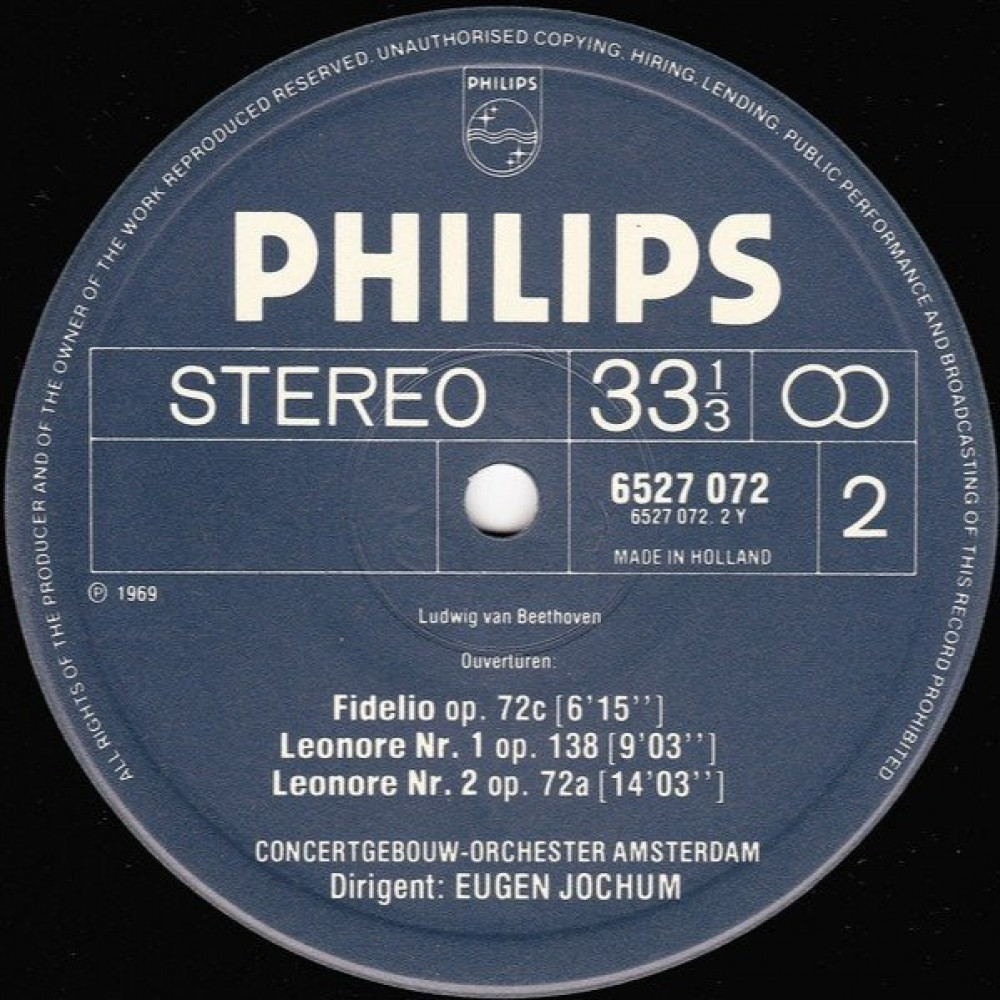 ALL RIGHTS OF THE PRODUCER AND OF THE OWNER OF THE WORK REPRODUCED RESERVED. UNAUTHORISED COPYING, HIRING, LENDING, PUBLIC PERFORMANCE AND BROADCASTING OF THIS RECORD PROHIBITED
PHILIPS
PHILIPS
STEREO 33 1/3
6527 072 2
6527 072. 2 Y
MADE IN HOLLAND
Ⓟ 1969
Ludwig van Beethoven
Ouvertüren:
Fidelio op. 72c [6'15'']
Leonore Nr. 1 op. 138 [9'03'']
Leonore Nr. 2 op. 72a [14'03'']
CONCERTGEBOUW-ORCHESTER AMSTERDAM
Dirigent: EUGEN JOCHUM